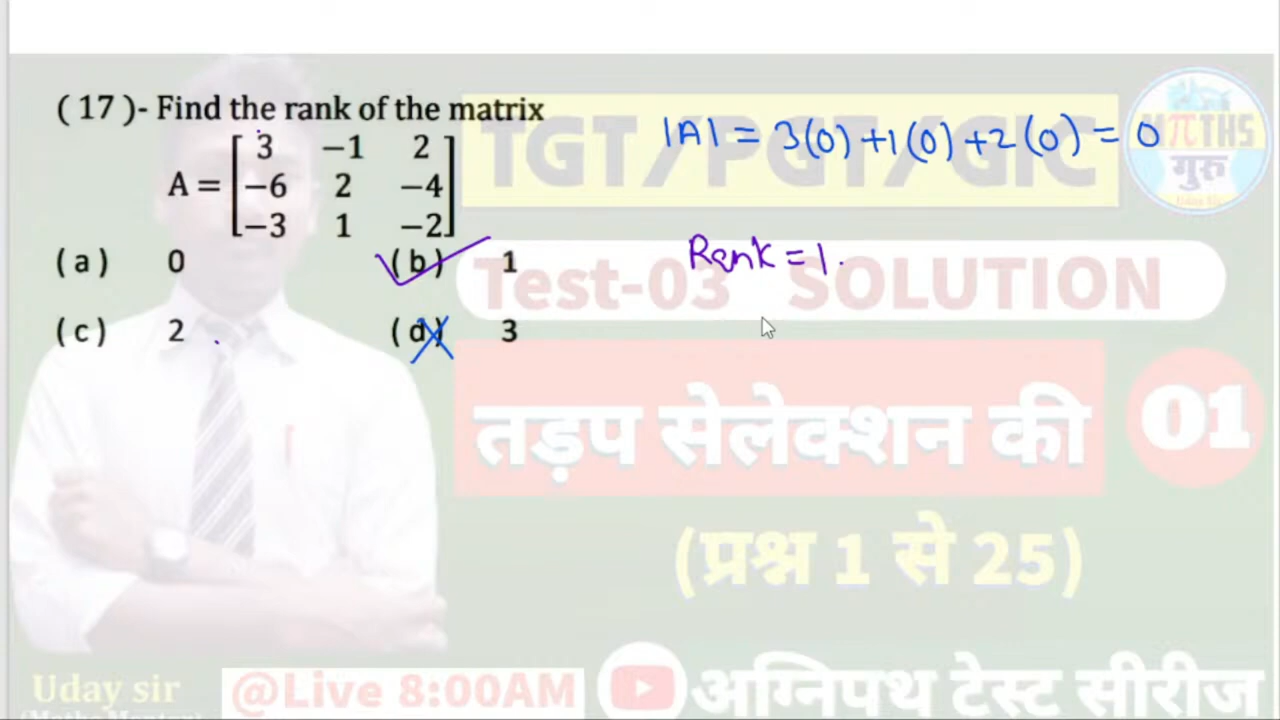 ( 17 )- Find the rank of the matrix
|A| = 3(0) +1(0) +2(0) = 0
A = [ 3 −1 2
−6 2 −4
−3 1 −2 ]
( a ) 0 ( b ) 1
Rank = 1.
( c ) 2 ( d ) 3
TGT/PGT/GIC
MπTHS
गुरु
Test-03 SOLUTION
तड़प सेलेक्शन की
01
(प्रश्न 1 से 25)
Uday sir
@Live 8:00AM
अग्निपथ टेस्ट सीरीज